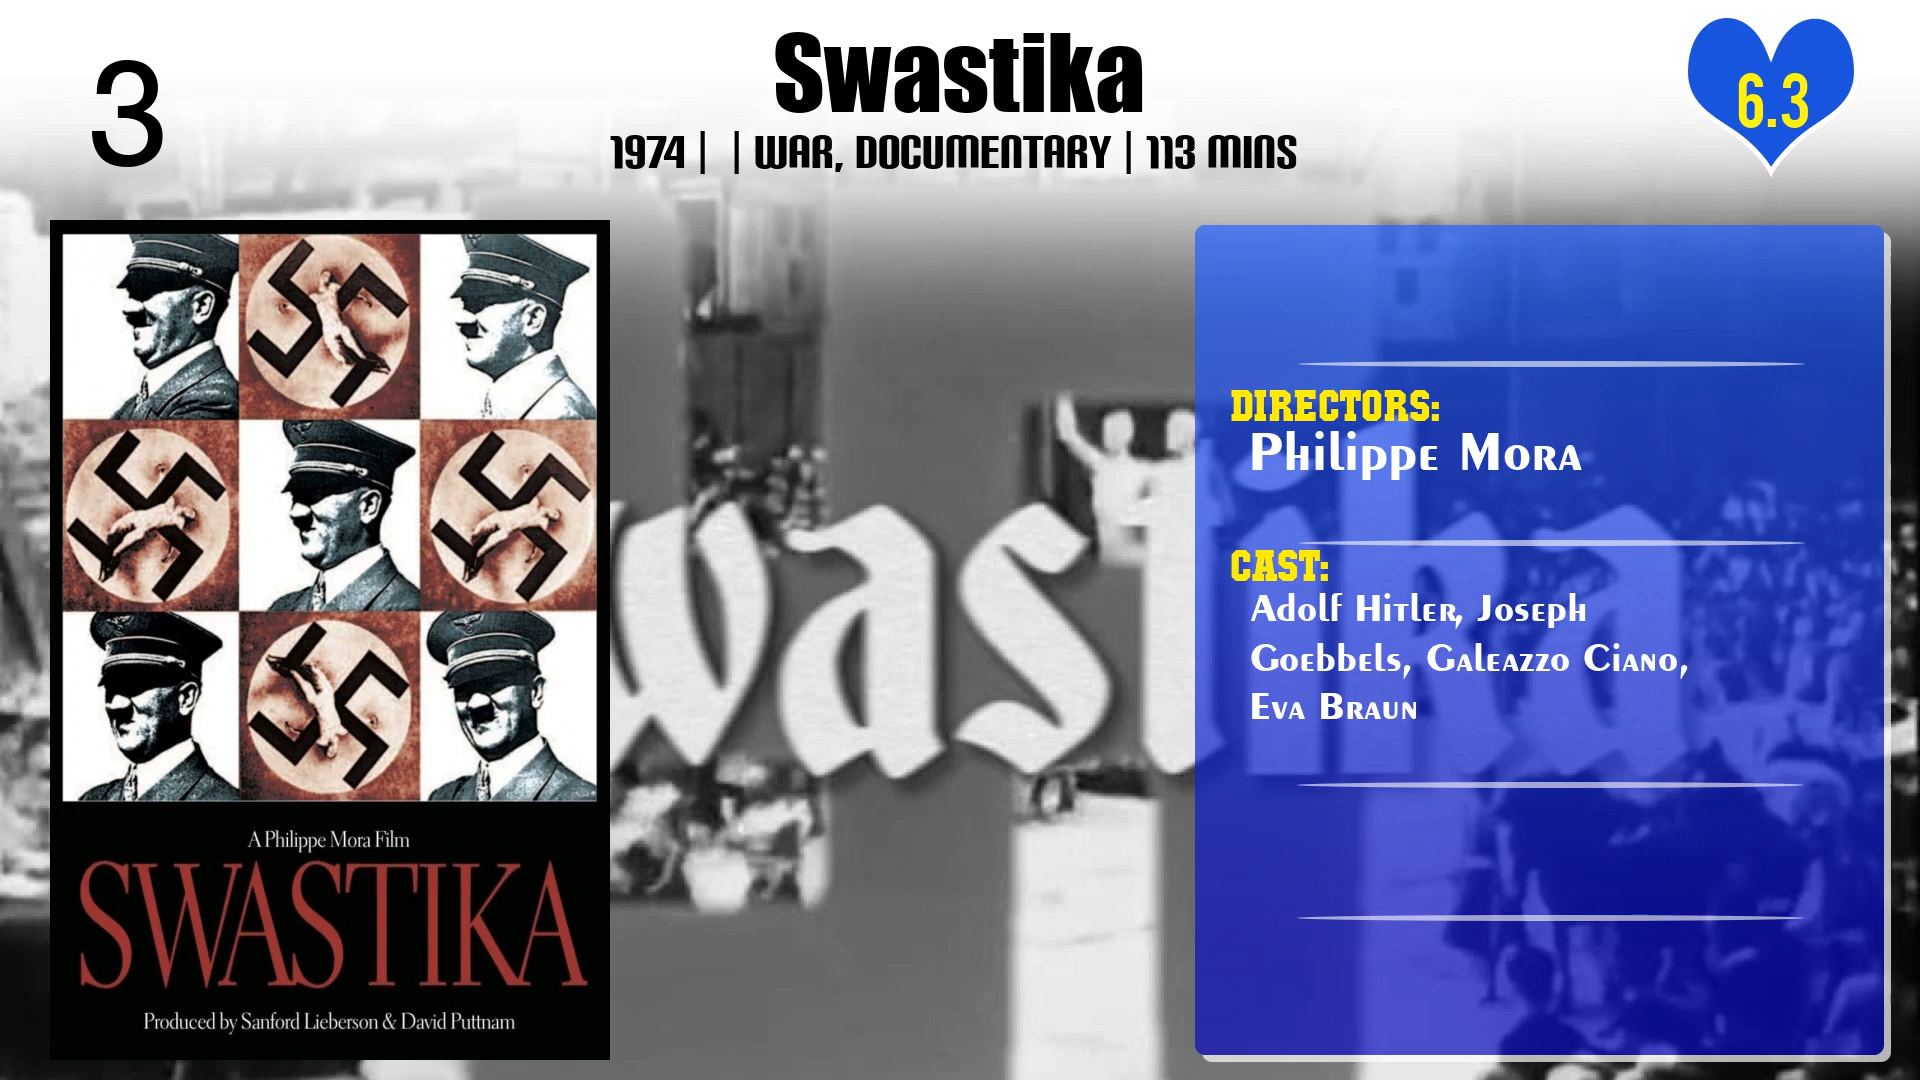 3
Swastika
6.3
1974 | | WAR, DOCUMENTARY | 113 MINS
A Philippe Mora Film
SWASTIKA
Produced by Sanford Lieberson & David Puttnam
wastika
DIRECTORS:
Philippe Mora
CAST:
Adolf Hitler, Joseph
Goebbels, Galeazzo Ciano,
Eva Braun